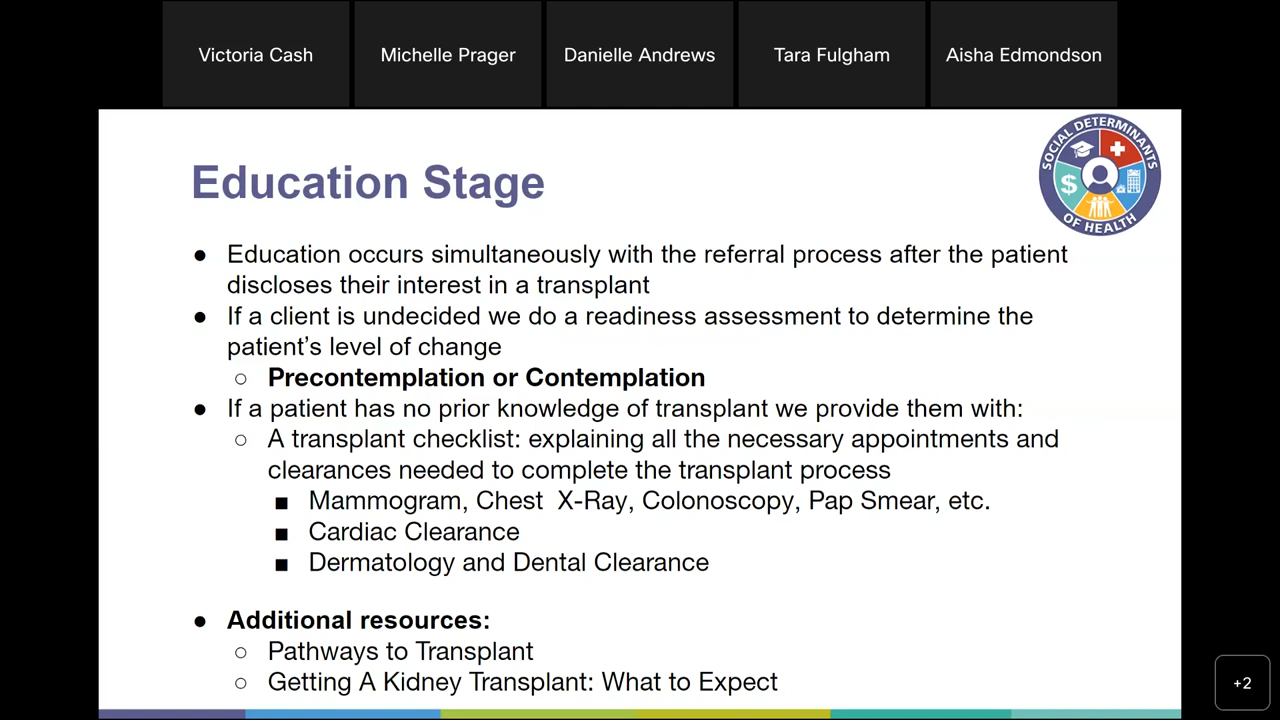 Victoria Cash
Michelle Prager
Danielle Andrews
Tara Fulgham
Aisha Edmondson
SOCIAL DETERMINANTS
OF HEALTH
$
Education Stage
● Education occurs simultaneously with the referral process after the patient
discloses their interest in a transplant
● If a client is undecided we do a readiness assessment to determine the
patient's level of change
○ Precontemplation or Contemplation
● If a patient has no prior knowledge of transplant we provide them with:
○ A transplant checklist: explaining all the necessary appointments and
clearances needed to complete the transplant process
■ Mammogram, Chest  X-Ray, Colonoscopy, Pap Smear, etc.
■ Cardiac Clearance
■ Dermatology and Dental Clearance
● Additional resources:
○ Pathways to Transplant
○ Getting A Kidney Transplant: What to Expect
+2